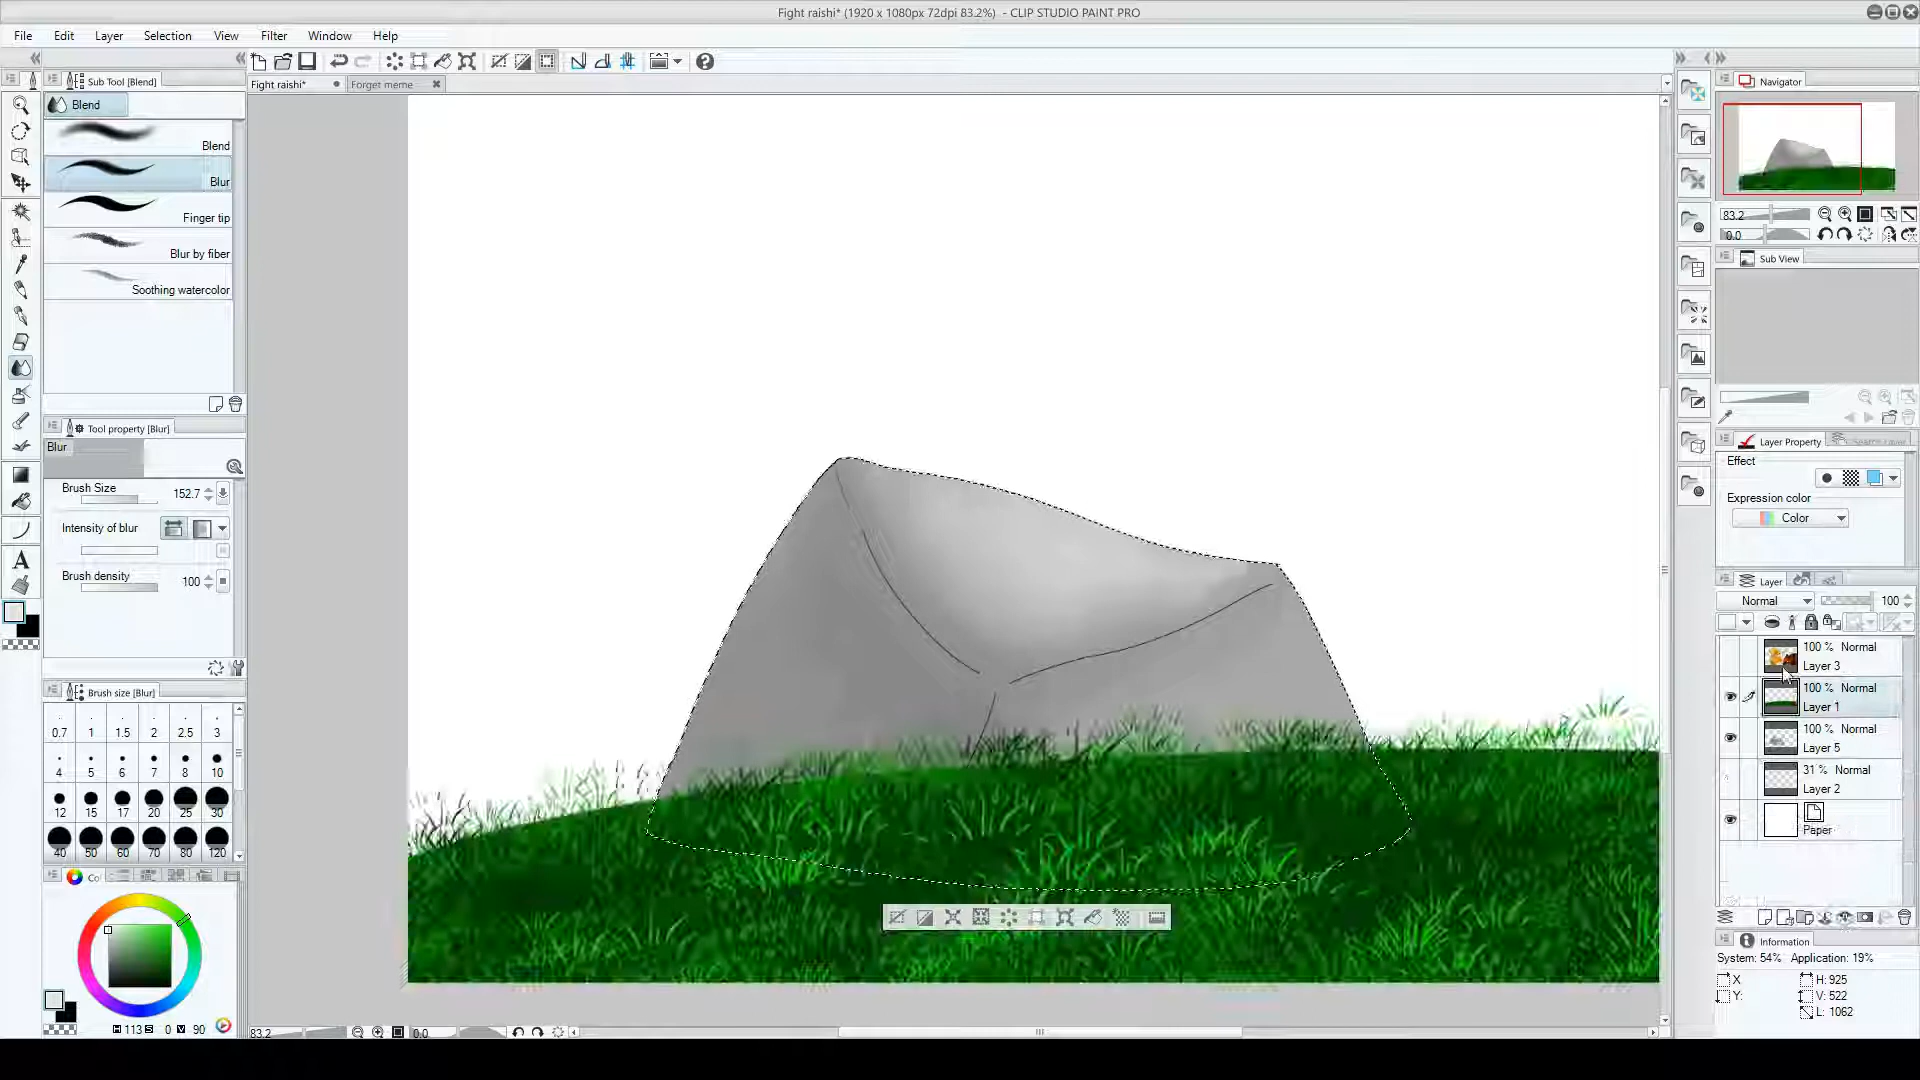 Fight raishi* (1920 x 1080px 72dpi 83.2%) - CLIP STUDIO PAINT PRO
File Edit Layer Selection View Filter Window Help
Sub Tool [Blend]
Fight raishi*
Forget meme
Navigator
Blend
Blend
Blur
Finger tip
Blur by fiber
Soothing watercolor
83.2
0.0
Sub View
Tool property [Blur]
Blur
Brush Size 152.7
Intensity of blur
Brush density 100
Layer Property
Search Layer
Effect
Expression color
Color
A
Layer
Normal 100
100 % Normal
Layer 3
100 % Normal
Layer 1
100 % Normal
Layer 5
31 % Normal
Layer 2
Paper
Brush size [Blur]
0.7 1 1.5 2 2.5 3
4 5 6 7 8 10
12 15 17 20 25 30
40 50 60 70 80 120
Co
H 113 S 0 V 90
83.2
0.0
Information
System: 54% Application: 19%
X H: 925
Y: V: 522
L: 1062